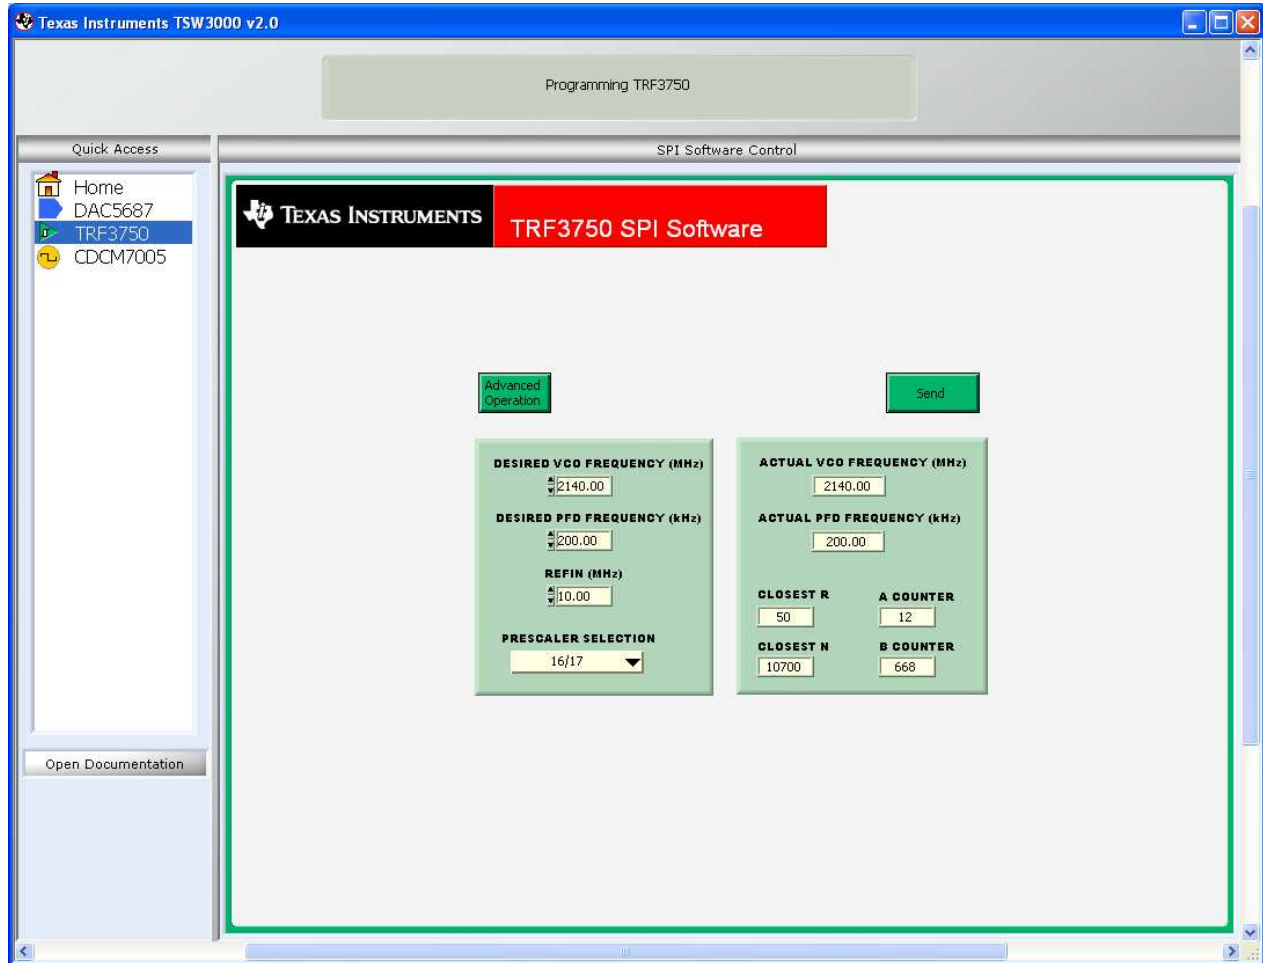 Texas Instruments TSW3000 v2.0
Programming TRF3750
Quick Access
SPI Software Control
Home
DAC5687
TRF3750
CDCM7005
TEXAS INSTRUMENTS
TRF3750 SPI Software
Advanced
Operation
Send
DESIRED VCO FREQUENCY (MHz)
2140.00
DESIRED PFD FREQUENCY (kHz)
200.00
REFIN (MHz)
10.00
PRESCALER SELECTION
16/17
ACTUAL VCO FREQUENCY (MHz)
2140.00
ACTUAL PFD FREQUENCY (kHz)
200.00
CLOSEST R
50
A COUNTER
12
CLOSEST N
10700
B COUNTER
668
Open Documentation